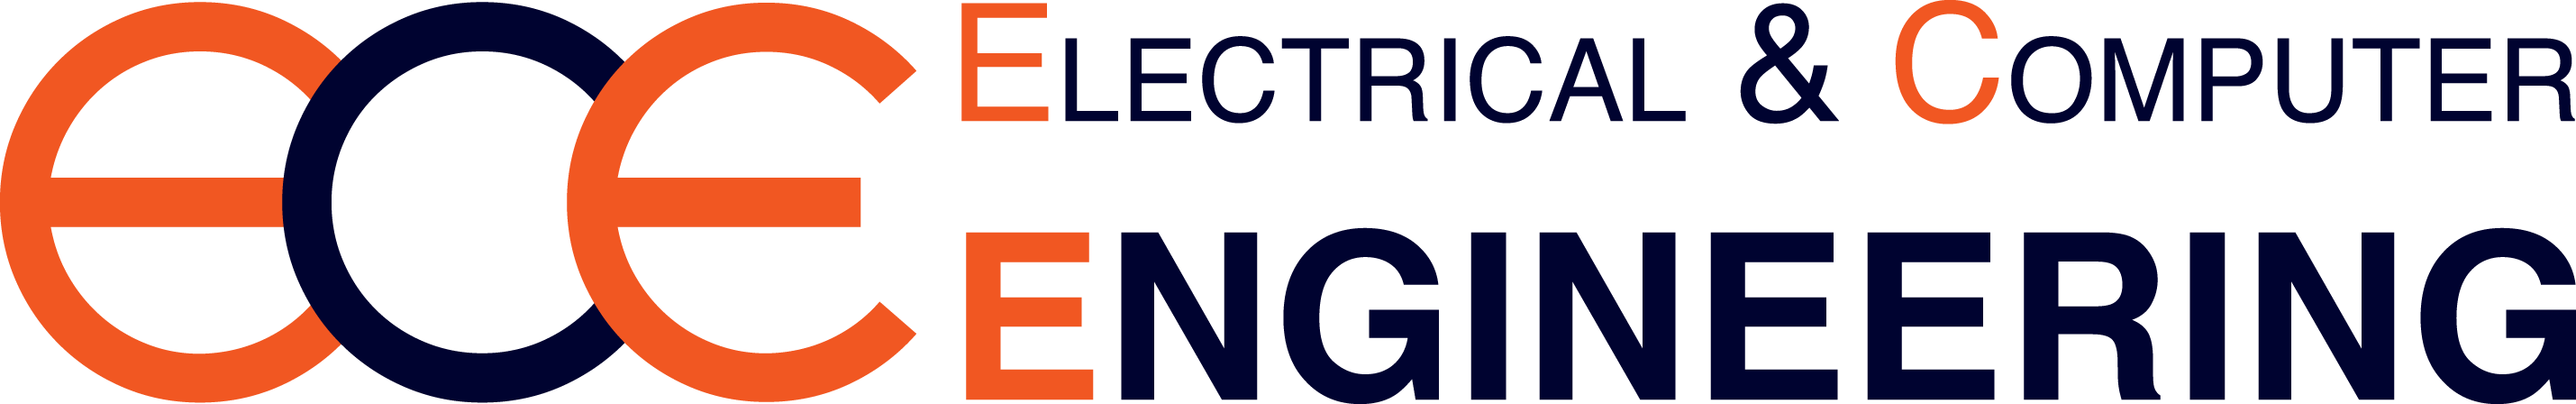 ECE
ELECTRICAL & COMPUTER
ENGINEERING